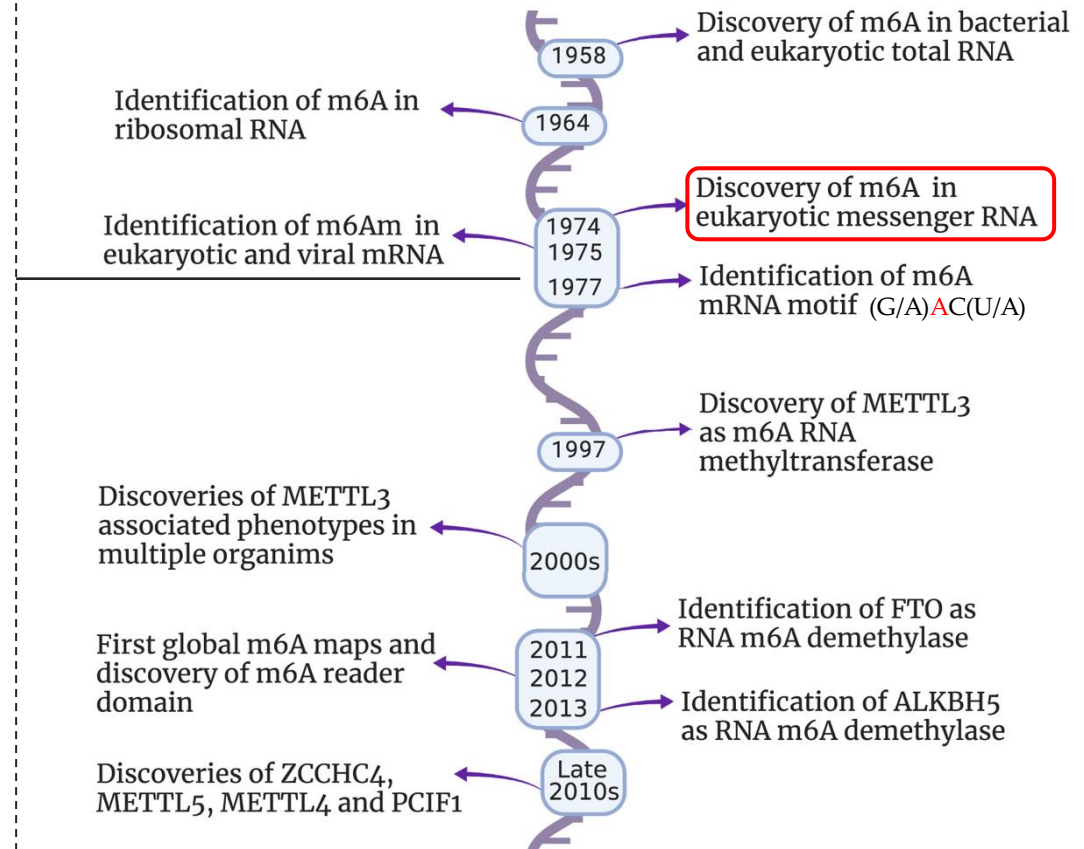 1958
Discovery of m6A in bacterial
and eukaryotic total RNA
Identification of m6A in
ribosomal RNA
1964
Discovery of m6A in
eukaryotic messenger RNA
Identification of m6Am in
eukaryotic and viral mRNA
1974
1975
1977
Identification of m6A
mRNA motif (G/A)AC(U/A)
Discovery of METTL3
as m6A RNA
methyltransferase
1997
Discoveries of METTL3
associated phenotypes in
multiple organims
2000s
Identification of FTO as
RNA m6A demethylase
First global m6A maps and
discovery of m6A reader
domain
2011
2012
2013
Identification of ALKBH5
as RNA m6A demethylase
Discoveries of ZCCHC4,
METTL5, METTL4 and PCIF1
Late
2010s